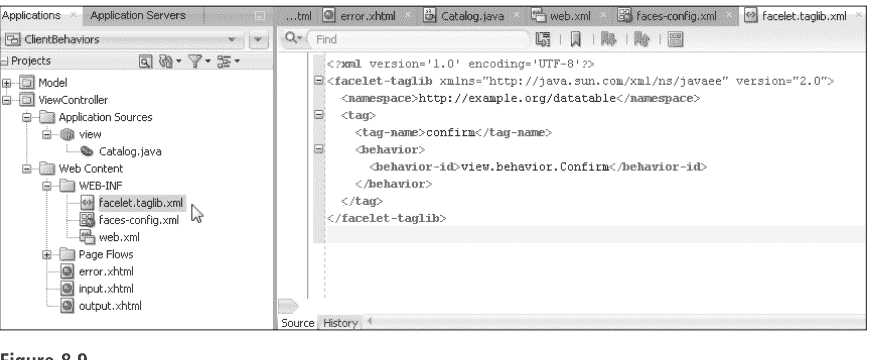 Applications
Application Servers
ClientBehaviors
Projects
Model
ViewController
Application Sources
view
Catalog.java
Web Content
WEB-INF
facelet.taglib.xml
faces-config.xml
web.xml
Page Flows
error.xhtml
input.xhtml
output.xhtml
...tml
error.xhtml
Catalog.java
web.xml
faces-config.xml
facelet.taglib.xml
Find
<?xml version='1.0' encoding='UTF-8'?>
<facelet-taglib xmlns="http://java.sun.com/xml/ns/javaee" version="2.0">
<namespace>http://example.org/datatable</namespace>
<tag>
<tag-name>confirm</tag-name>
<behavior>
<behavior-id>view.behavior.Confirm</behavior-id>
</behavior>
</tag>
</facelet-taglib>
Source History
Figure 8.9